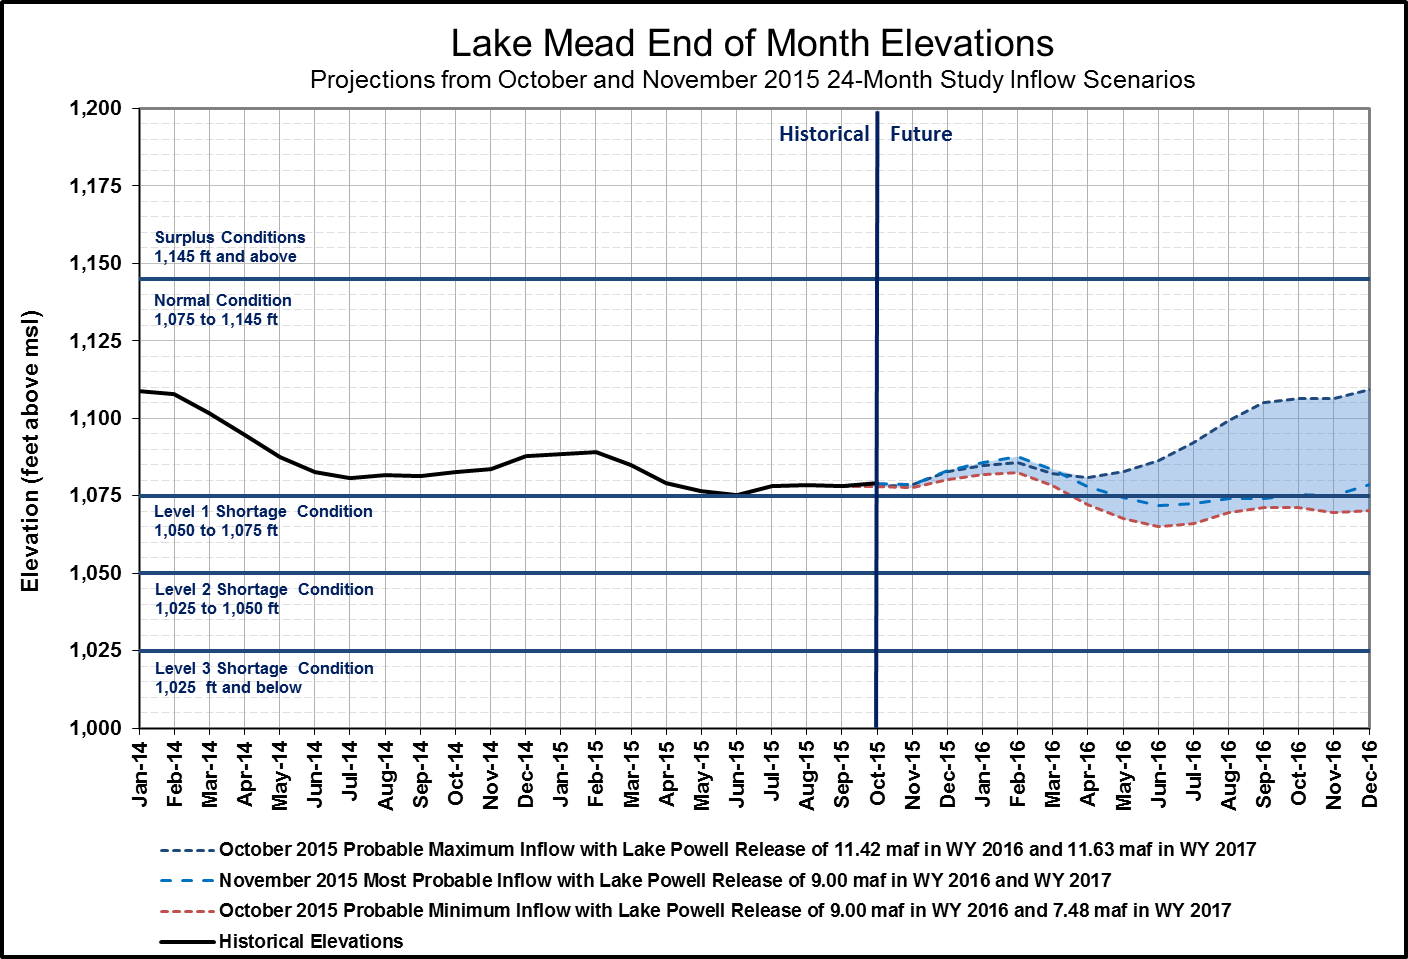 Lake Mead End of Month Elevations
Projections from October and November 2015 24-Month Study Inflow Scenarios
Elevation (feet above msl)
1,200
1,175
1,150
1,125
1,100
1,075
1,050
1,025
1,000
Historical
Future
Surplus Conditions
1,145 ft and above
Normal Condition
1,075 to 1,145 ft
Level 1 Shortage Condition
1,050 to 1,075 ft
Level 2 Shortage Condition
1,025 to 1,050 ft
Level 3 Shortage Condition
1,025 ft and below
Jan-14
Feb-14
Mar-14
Apr-14
May-14
Jun-14
Jul-14
Aug-14
Sep-14
Oct-14
Nov-14
Dec-14
Jan-15
Feb-15
Mar-15
Apr-15
May-15
Jun-15
Jul-15
Aug-15
Sep-15
Oct-15
Nov-15
Dec-15
Jan-16
Feb-16
Mar-16
Apr-16
May-16
Jun-16
Jul-16
Aug-16
Sep-16
Oct-16
Nov-16
Dec-16
October 2015 Probable Maximum Inflow with Lake Powell Release of 11.42 maf in WY 2016 and 11.63 maf in WY 2017
November 2015 Most Probable Inflow with Lake Powell Release of 9.00 maf in WY 2016 and WY 2017
October 2015 Probable Minimum Inflow with Lake Powell Release of 9.00 maf in WY 2016 and 7.48 maf in WY 2017
Historical Elevations